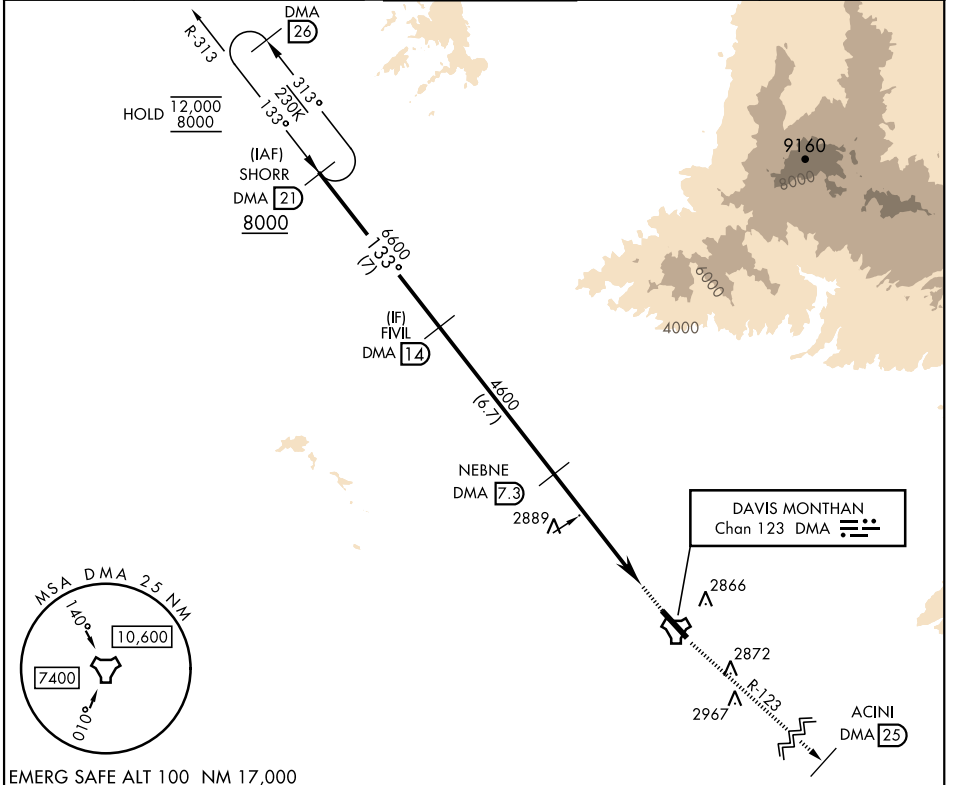 DMA
26
R-313
313°
230K
133°
HOLD 12,000
8000
(IAF)
SHORR
DMA 21
8000
6600
133°
(7)
9160
8000
6000
4000
(IF)
FIVIL
DMA 14
4600
(6.7)
NEBNE
DMA 7.3
2889
DAVIS MONTHAN
Chan 123 DMA
2866
2872
2967
R-123
ACINI
DMA 25
MSA DMA 25 NM
140°
10,600
7400
010°
EMERG SAFE ALT 100 NM 17,000